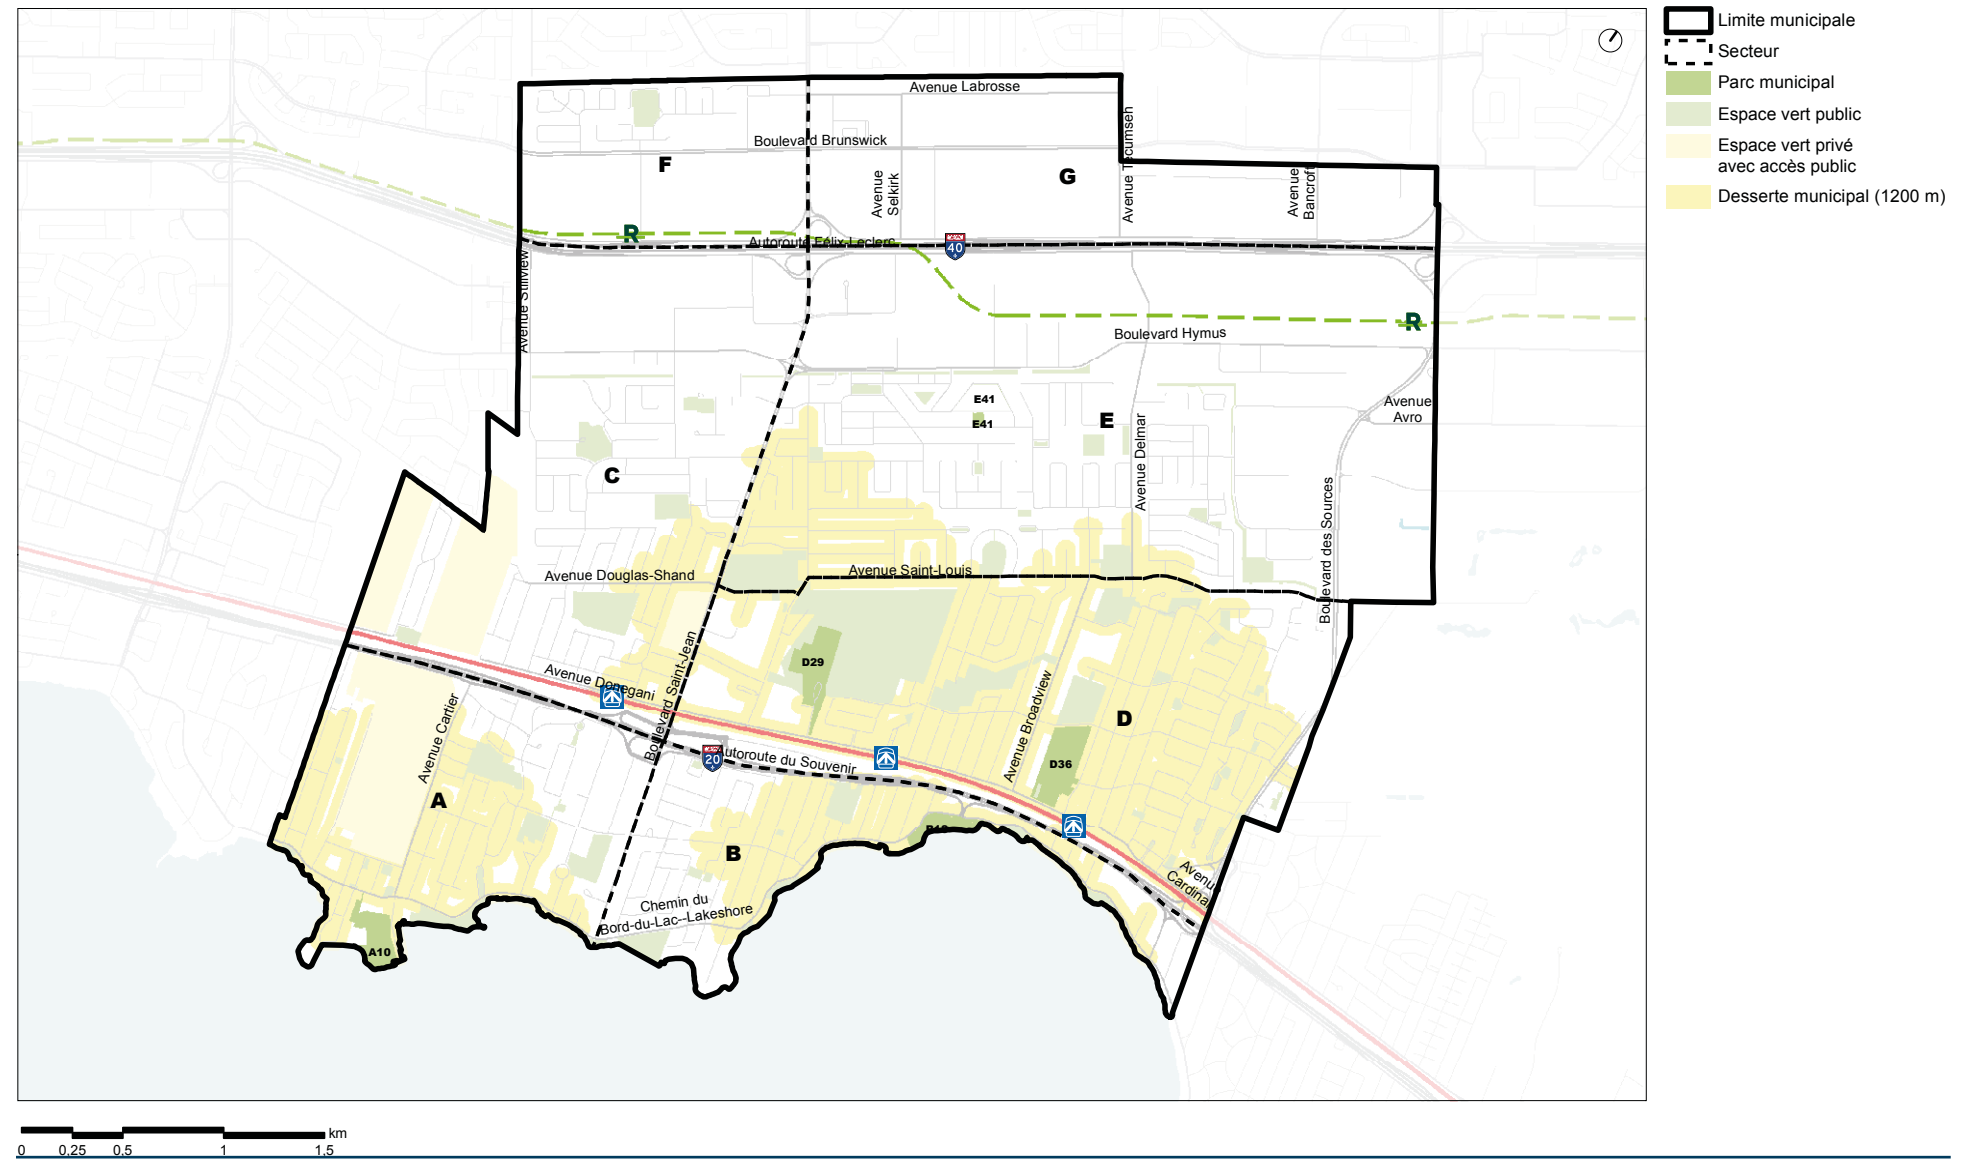 Limite municipale
Secteur
Parc municipal
Espace vert public
Espace vert privé
avec accès public
Desserte municipal (1200 m)
Avenue Labrosse
Boulevard Brunswick
Avenue Tecumseh
F
G
Avenue
Selkirk
Avenue
Bancroft
R
Autoroute Félix-Leclerc
40
Avenue Stillview
R
Boulevard Hymus
E41
Avenue
Avro
E
E41
Avenue Delmar
C
Boulevard des Sources
Avenue Douglas-Shand
Avenue Saint-Louis
D29
Avenue Donegani
Boulevard Saint-Jean
Avenue Cartier
Avenue Broadview
D
20
Autoroute du Souvenir
D36
A
B
Avenue
Cardinal
Chemin du
Bord-du-Lac--Lakeshore
A10
km
0 0,25 0,5 1 1,5